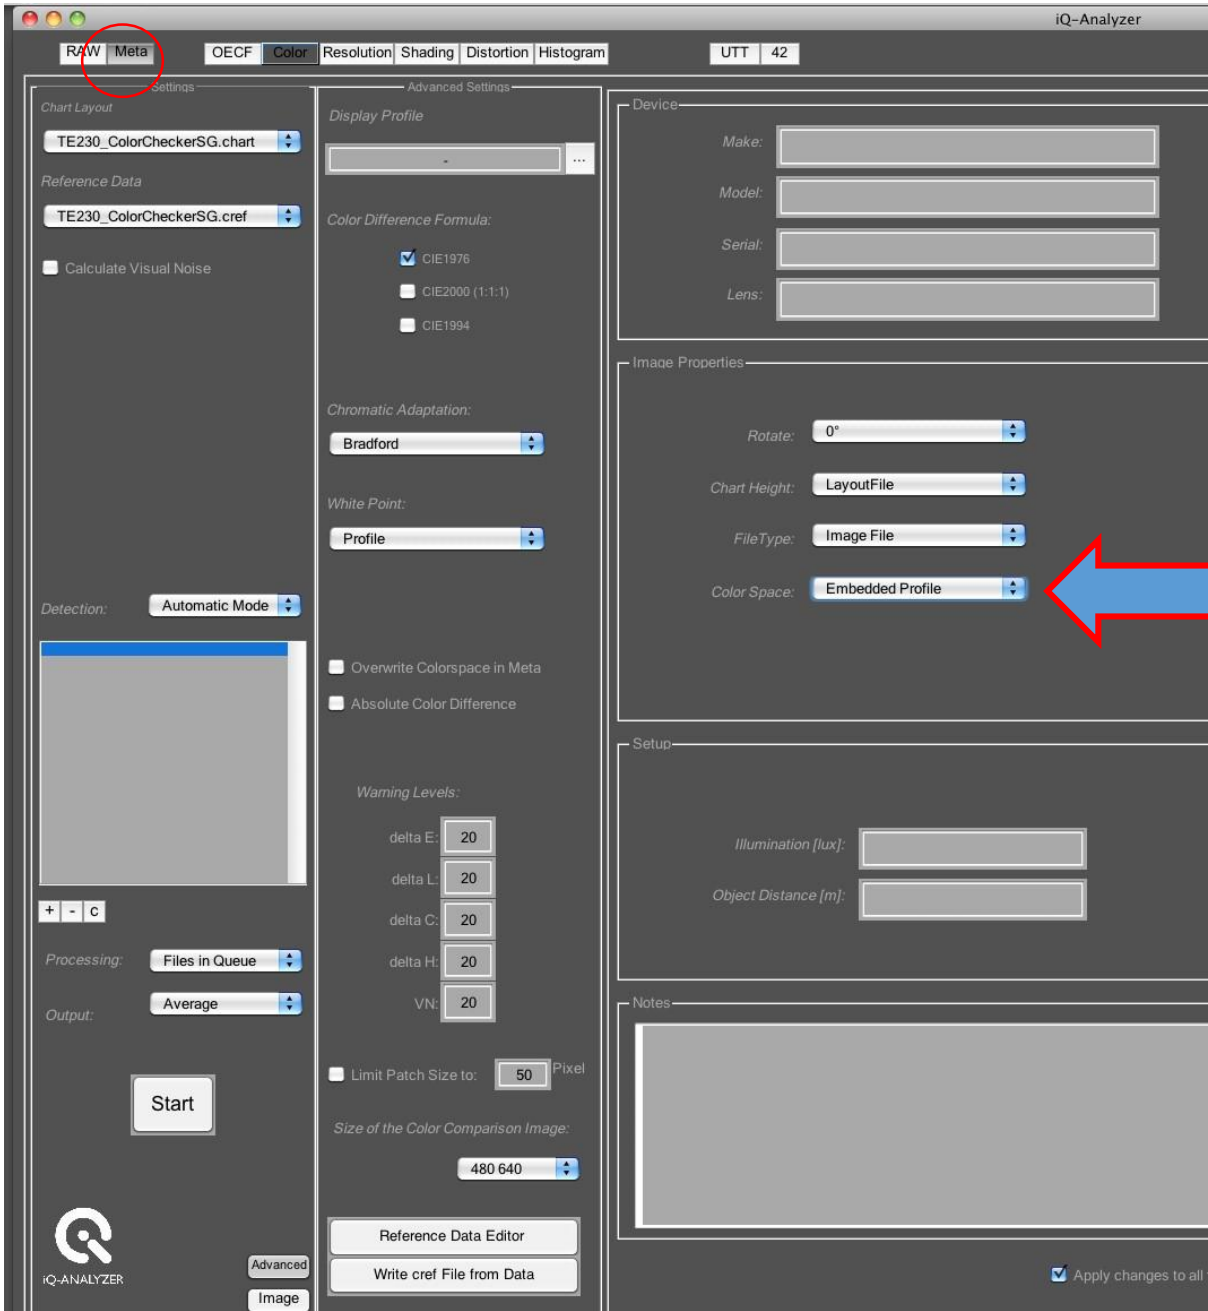 iQ-Analyzer
RAW Meta OECF Color Resolution Shading Distortion Histogram UTT 42
Settings
Chart Layout
TE230_ColorCheckerSG.chart
Reference Data
TE230_ColorCheckerSG.cref
Calculate Visual Noise
Detection: Automatic Mode
+ - c
Processing: Files in Queue
Output: Average
Start
iQ-ANALYZER
Advanced
Image
Advanced Settings
Display Profile
-
...
Color Difference Formula:
CIE1976
CIE2000 (1:1:1)
CIE1994
Chromatic Adaptation:
Bradford
White Point:
Profile
Overwrite Colorspace in Meta
Absolute Color Difference
Warning Levels:
delta E: 20
delta L: 20
delta C: 20
delta H: 20
VN: 20
Limit Patch Size to: 50 Pixel
Size of the Color Comparison Image:
480 640
Reference Data Editor
Write cref File from Data
Device
Make:
Model:
Serial:
Lens:
Image Properties
Rotate: 0°
Chart Height: LayoutFile
FileType: Image File
Color Space: Embedded Profile
Setup
Illumination [lux]:
Object Distance [m]:
Notes
Apply changes to all